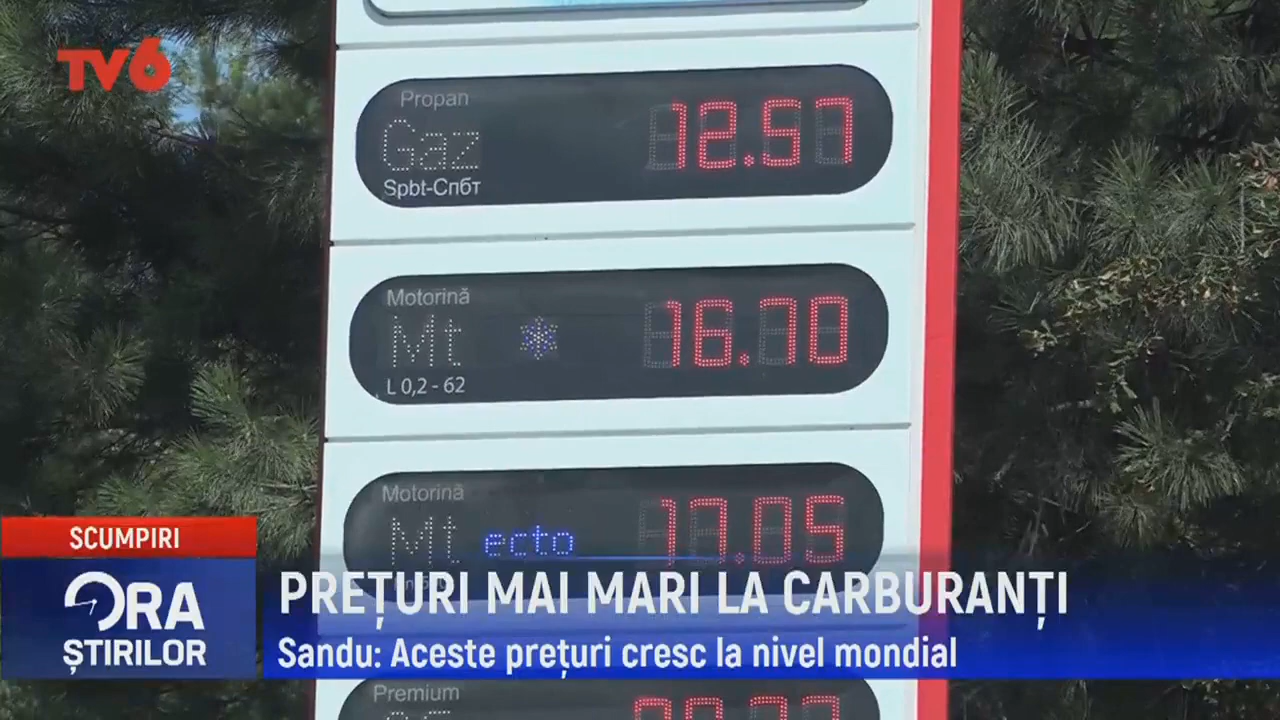 TV6
Propan
Gaz
12.57
Spbt-Спбт
Motorină
Mt
16.70
L 0,2 - 62
Motorină
Mt ecto 17.05
SCUMPIRI
ORA
ȘTIRILOR
PREȚURI MAI MARI LA CARBURANȚI
Sandu: Aceste prețuri cresc la nivel mondial
Premium